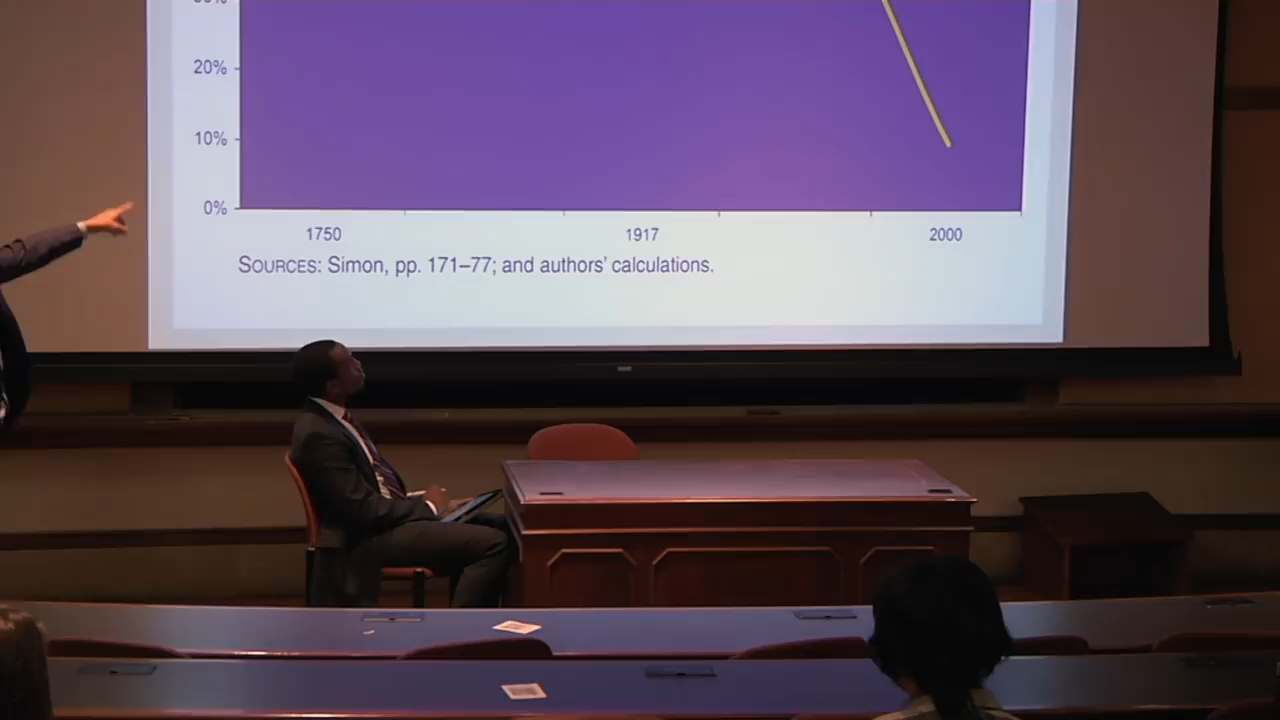 20%
10%
0%
1750 1917 2000
SOURCES: Simon, pp. 171–77; and authors' calculations.